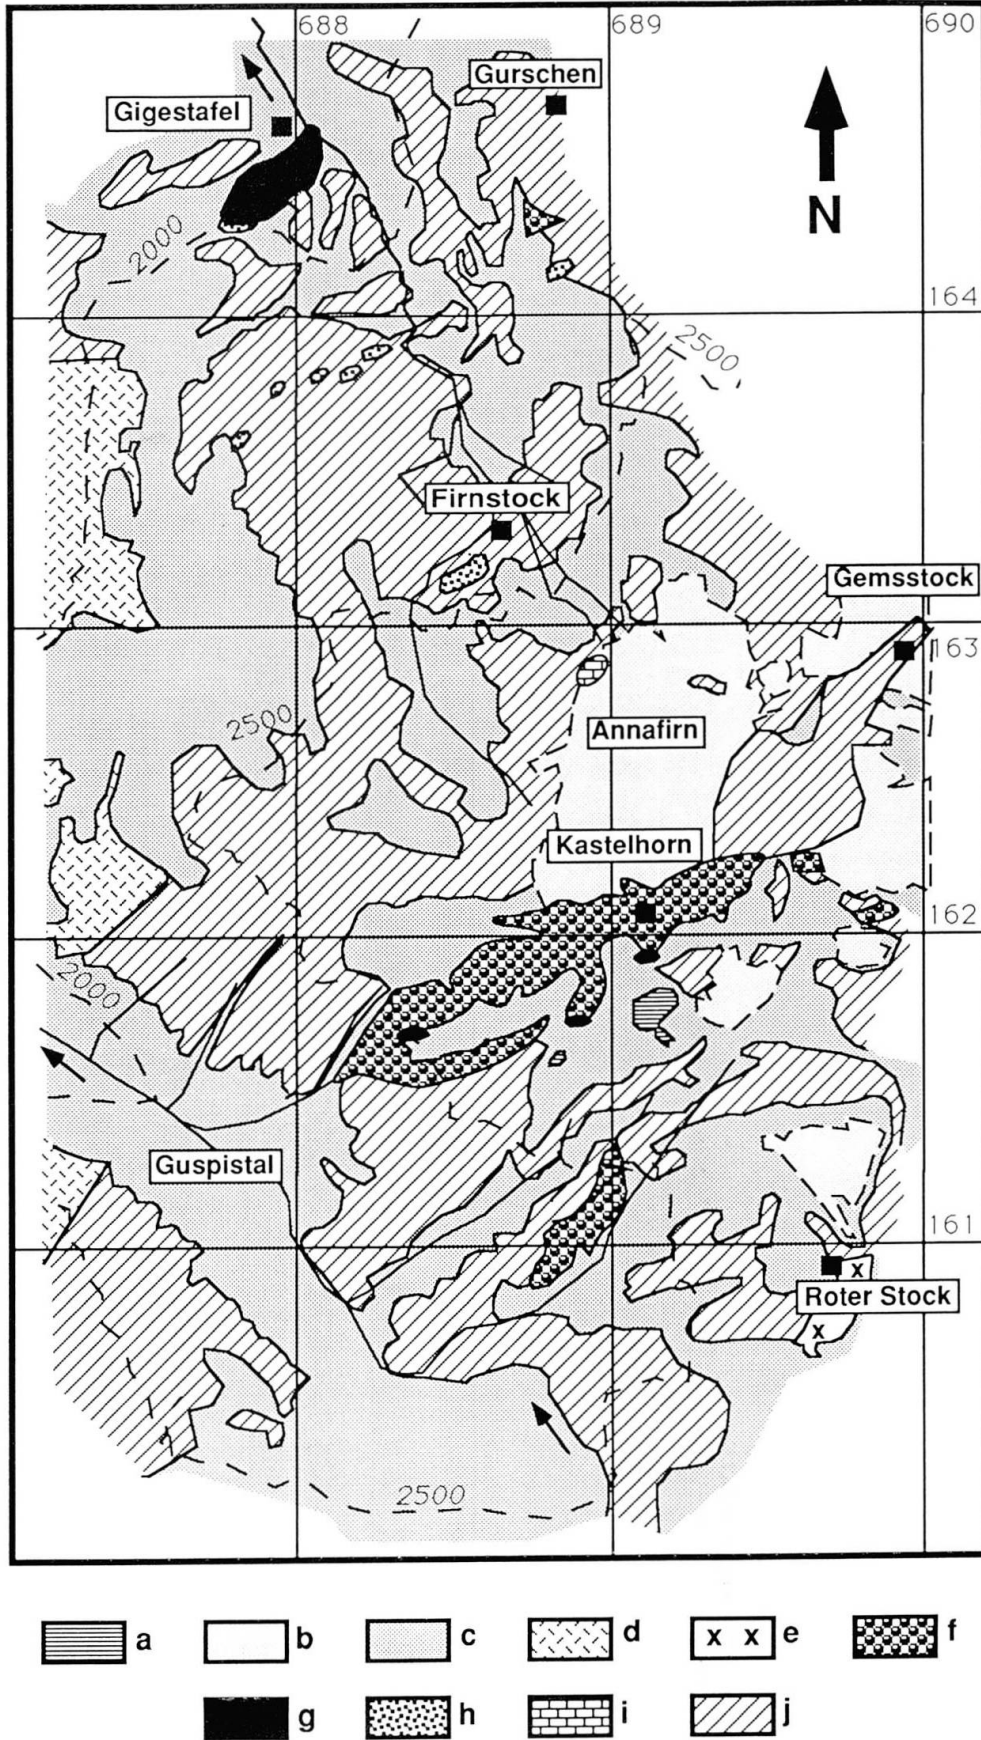 688
689
690
Gurschen
Gigestafel
N
2000
164
2500
Firnstock
Gemsstock
163
2500
Annafirn
Kastelhorn
162
2000
Guspistal
161
x
Roter Stock
x
2500
a
b
c
d
x x e
f
g
h
i
j